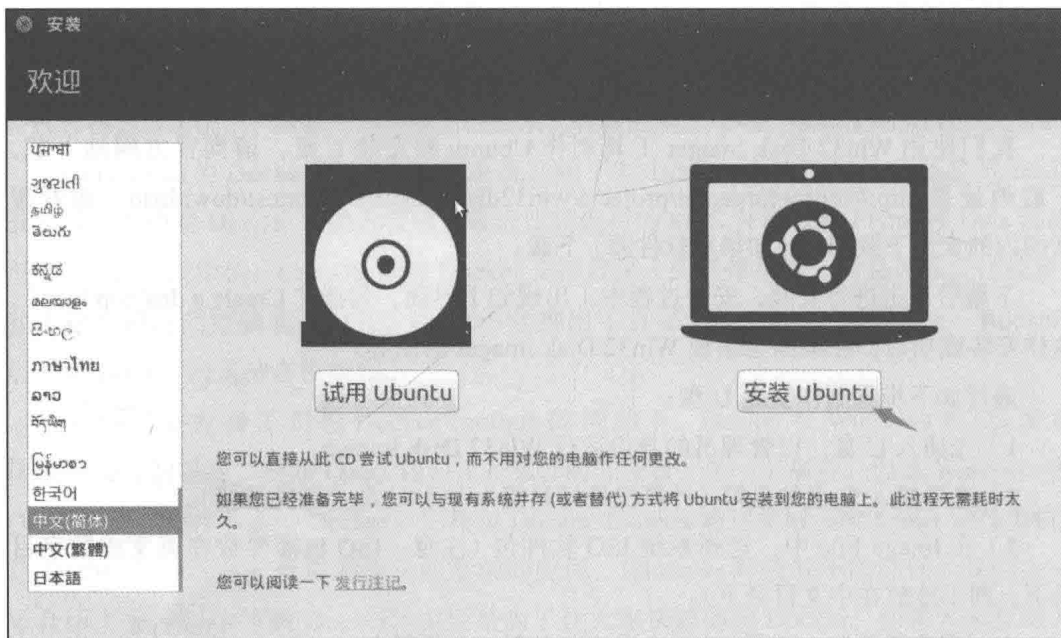 安装
欢迎
ਪੰਜਾਬੀ
ગુજરાતી
தமிழ்
తెలుగు
ಕನ್ನಡ
മലയാളം
සිංහල
ภาษาไทย
ລາວ
རྫོང་ཁ
မြန်မာစာ
한국어
中文(简体)
中文(繁體)
日本語
试用 Ubuntu
安装 Ubuntu
您可以直接从此 CD 尝试 Ubuntu，而不用对您的电脑作任何更改。
如果您已经准备完毕，您可以与现有系统并存 (或者替代) 方式将 Ubuntu 安装到您的电脑上。此过程无需耗时太
久。
您可以阅读一下 发行注记。